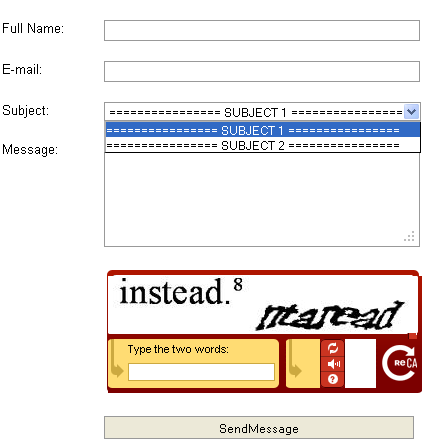 Full Name:
E-mail:
Subject: ================ SUBJECT 1 ================
================ SUBJECT 1 ================
================ SUBJECT 2 ================
Message:
instead.⁸
Type the two words:
reCA
SendMessage